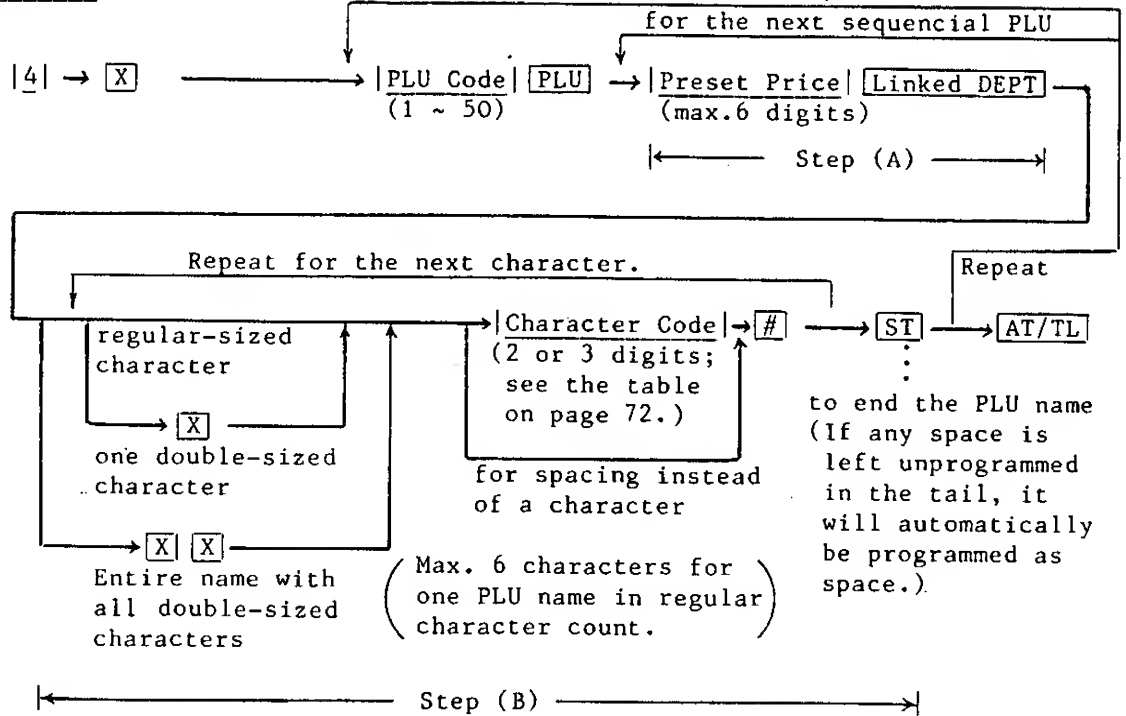 for the next sequencial PLU
|4| → [X] → |PLU Code| [PLU] → |Preset Price| [Linked DEPT]
(1 ~ 50) (max.6 digits)
Step (A)
Repeat for the next character.
Repeat
|Character Code| → [#] → [ST] → [AT/TL]
regular-sized
character
(2 or 3 digits;
see the table
on page 72.)
[X]
one double-sized
character
for spacing instead
of a character
to end the PLU name
(If any space is
left unprogrammed
in the tail, it
will automatically
be programmed as
space.)
[X] [X]
Entire name with
all double-sized
characters
(Max. 6 characters for
one PLU name in regular
character count.)
Step (B)